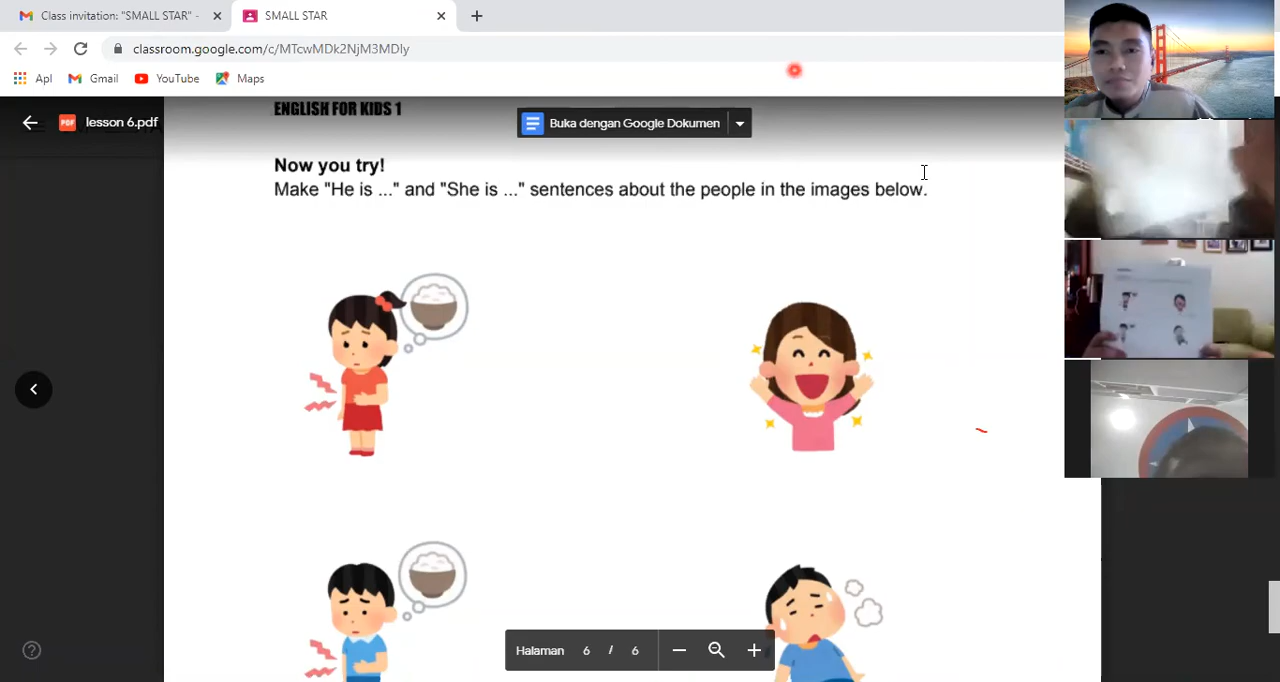 Class invitation: "SMALL STAR" -
SMALL STAR
classroom.google.com/c/MTcwMDk2NjM3MDIy
Apl
Gmail
YouTube
Maps
PDF
lesson 6.pdf
Buka dengan Google Dokumen
ENGLISH FOR KIDS 1
Now you try!
Make "He is ..." and "She is ..." sentences about the people in the images below.
Halaman 6 / 6